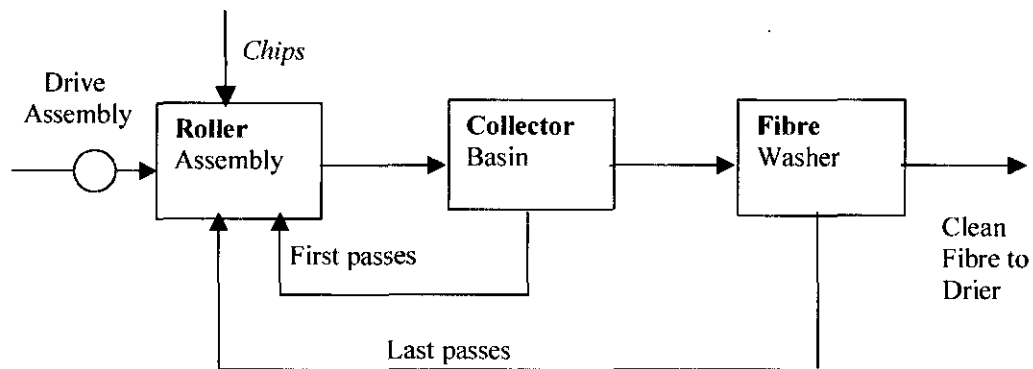 Chips
Drive
Assembly
Roller
Assembly
Collector
Basin
Fibre
Washer
First passes
Clean
Fibre to
Drier
Last passes